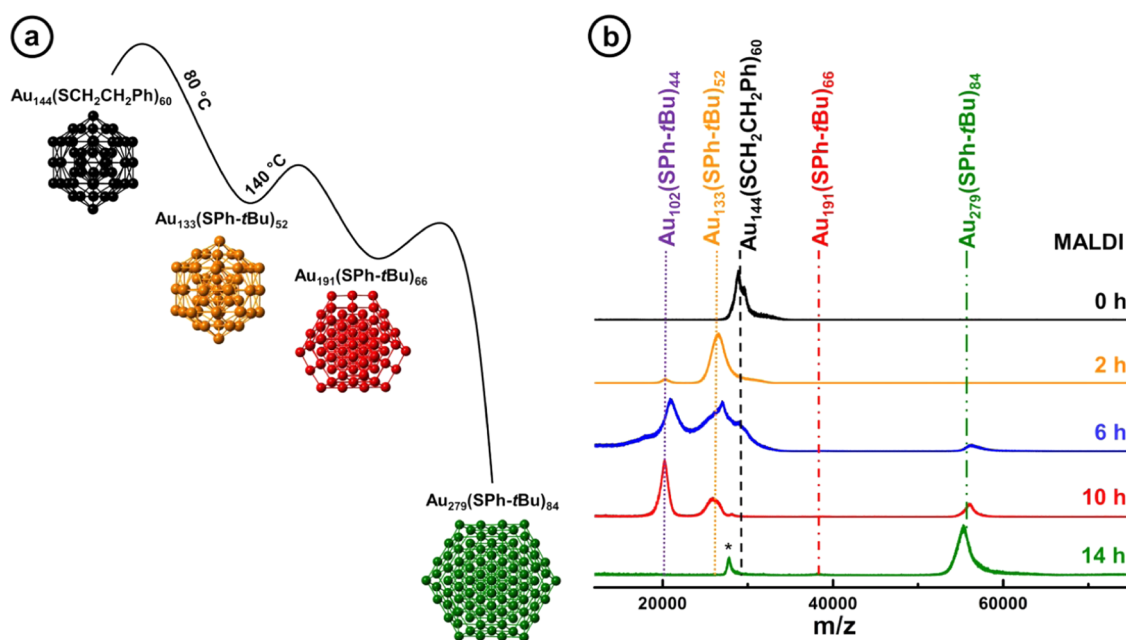 a
Au₁₄₄(SCH₂CH₂Ph)₆₀
80 °C
140 °C
Au₁₃₃(SPh-tBu)₅₂
Au₁₉₁(SPh-tBu)₆₆
Au₂₇₉(SPh-tBu)₈₄
b
Au₁₀₂(SPh-tBu)₄₄
Au₁₃₃(SPh-tBu)₅₂
Au₁₄₄(SCH₂CH₂Ph)₆₀
Au₁₉₁(SPh-tBu)₆₆
Au₂₇₉(SPh-tBu)₈₄
MALDI
0 h
2 h
6 h
10 h
*
14 h
20000 40000 60000
m/z